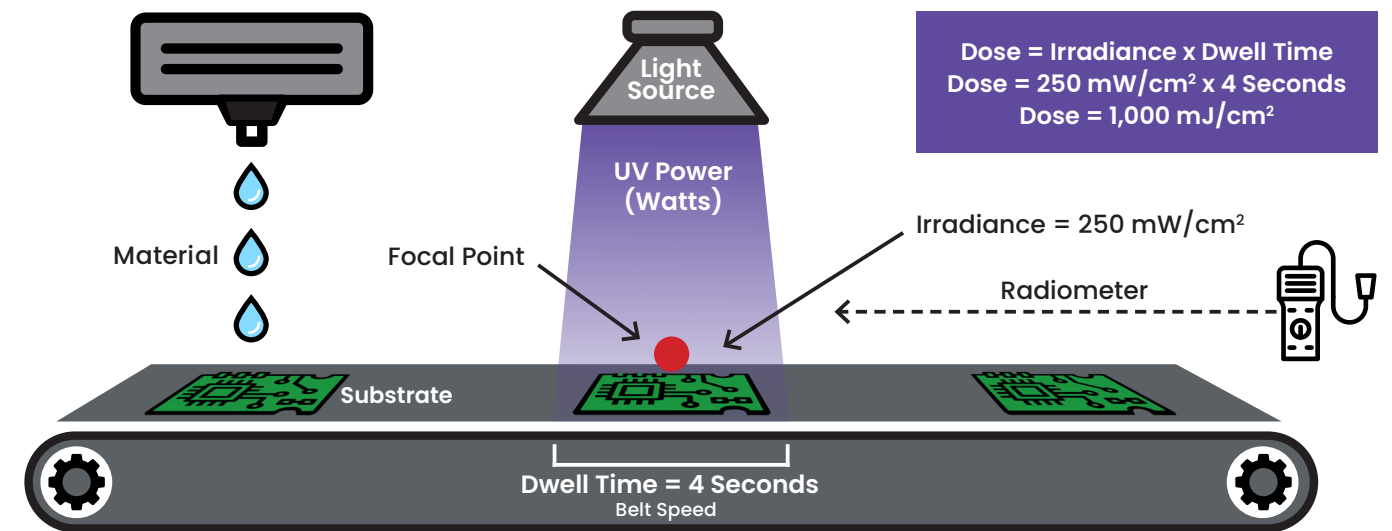 Light
Source
Dose = Irradiance x Dwell Time
Dose = 250 mW/cm² x 4 Seconds
Dose = 1,000 mJ/cm²
UV Power
(Watts)
Irradiance = 250 mW/cm²
Material
Focal Point
Radiometer
Substrate
Dwell Time = 4 Seconds
Belt Speed